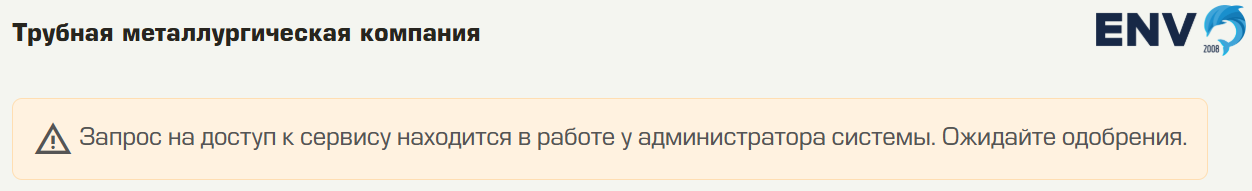 Трубная металлургическая компания
ENV
2008
Запрос на доступ к сервису находится в работе у администратора системы. Ожидайте одобрения.